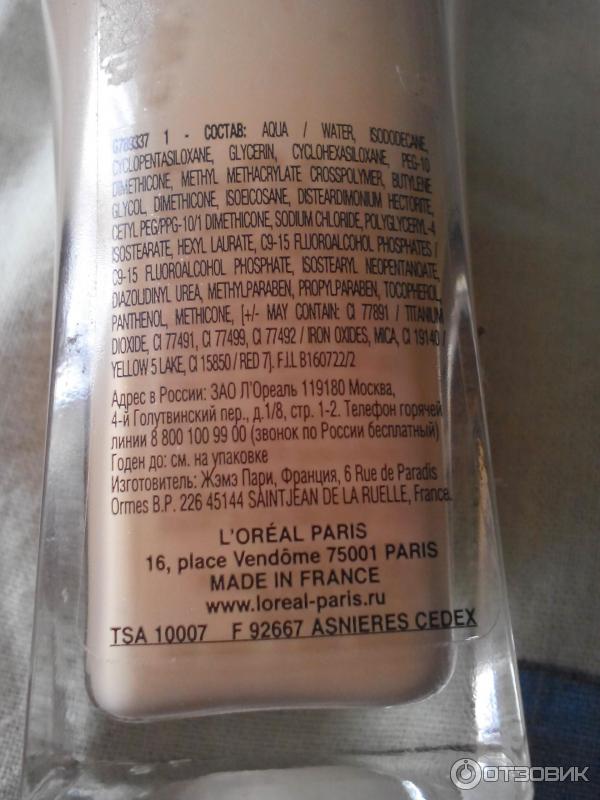 G783337 1 - СОСТАВ: AQUA / WATER, ISODODECANE,
CYCLOPENTASILOXANE, GLYCERIN, CYCLOHEXASILOXANE, PEG-10
DIMETHICONE, METHYL METHACRYLATE CROSSPOLYMER, BUTYLENE
GLYCOL, DIMETHICONE, ISOEICOSANE, DISTEARDIMONIUM HECTORITE,
CETYL PEG/PPG-10/1 DIMETHICONE, SODIUM CHLORIDE, POLYGLYCERYL-4
ISOSTEARATE, HEXYL LAURATE, C9-15 FLUOROALCOHOL PHOSPHATES /
C9-15 FLUOROALCOHOL PHOSPHATE, ISOSTEARYL NEOPENTANOATE,
DIAZOLIDINYL UREA, METHYLPARABEN, PROPYLPARABEN, TOCOPHEROL,
PANTHENOL, METHICONE, [+/- MAY CONTAIN: CI 77891 / TITANIUM
DIOXIDE, CI 77491, CI 77499, CI 77492 / IRON OXIDES, MICA, CI 19140 /
YELLOW 5 LAKE, CI 15850 / RED 7]. F.I.L B160722/2
Адрес в России: ЗАО Л'Ореаль 119180 Москва,
4-й Голутвинский пер., д.1/8, стр. 1-2. Телефон горячей
линии 8 800 100 99 00 (звонок по России бесплатный)
Годен до: см. на упаковке
Изготовитель: Жэмэ Пари, Франция, 6 Rue de Paradis
Ormes B.P. 226 45144 SAINT JEAN DE LA RUELLE, France.
L'ORÉAL PARIS
16, place Vendôme 75001 PARIS
MADE IN FRANCE
www.loreal-paris.ru
TSA 10007 F 92667 ASNIERES CEDEX
ОТЗОВИК